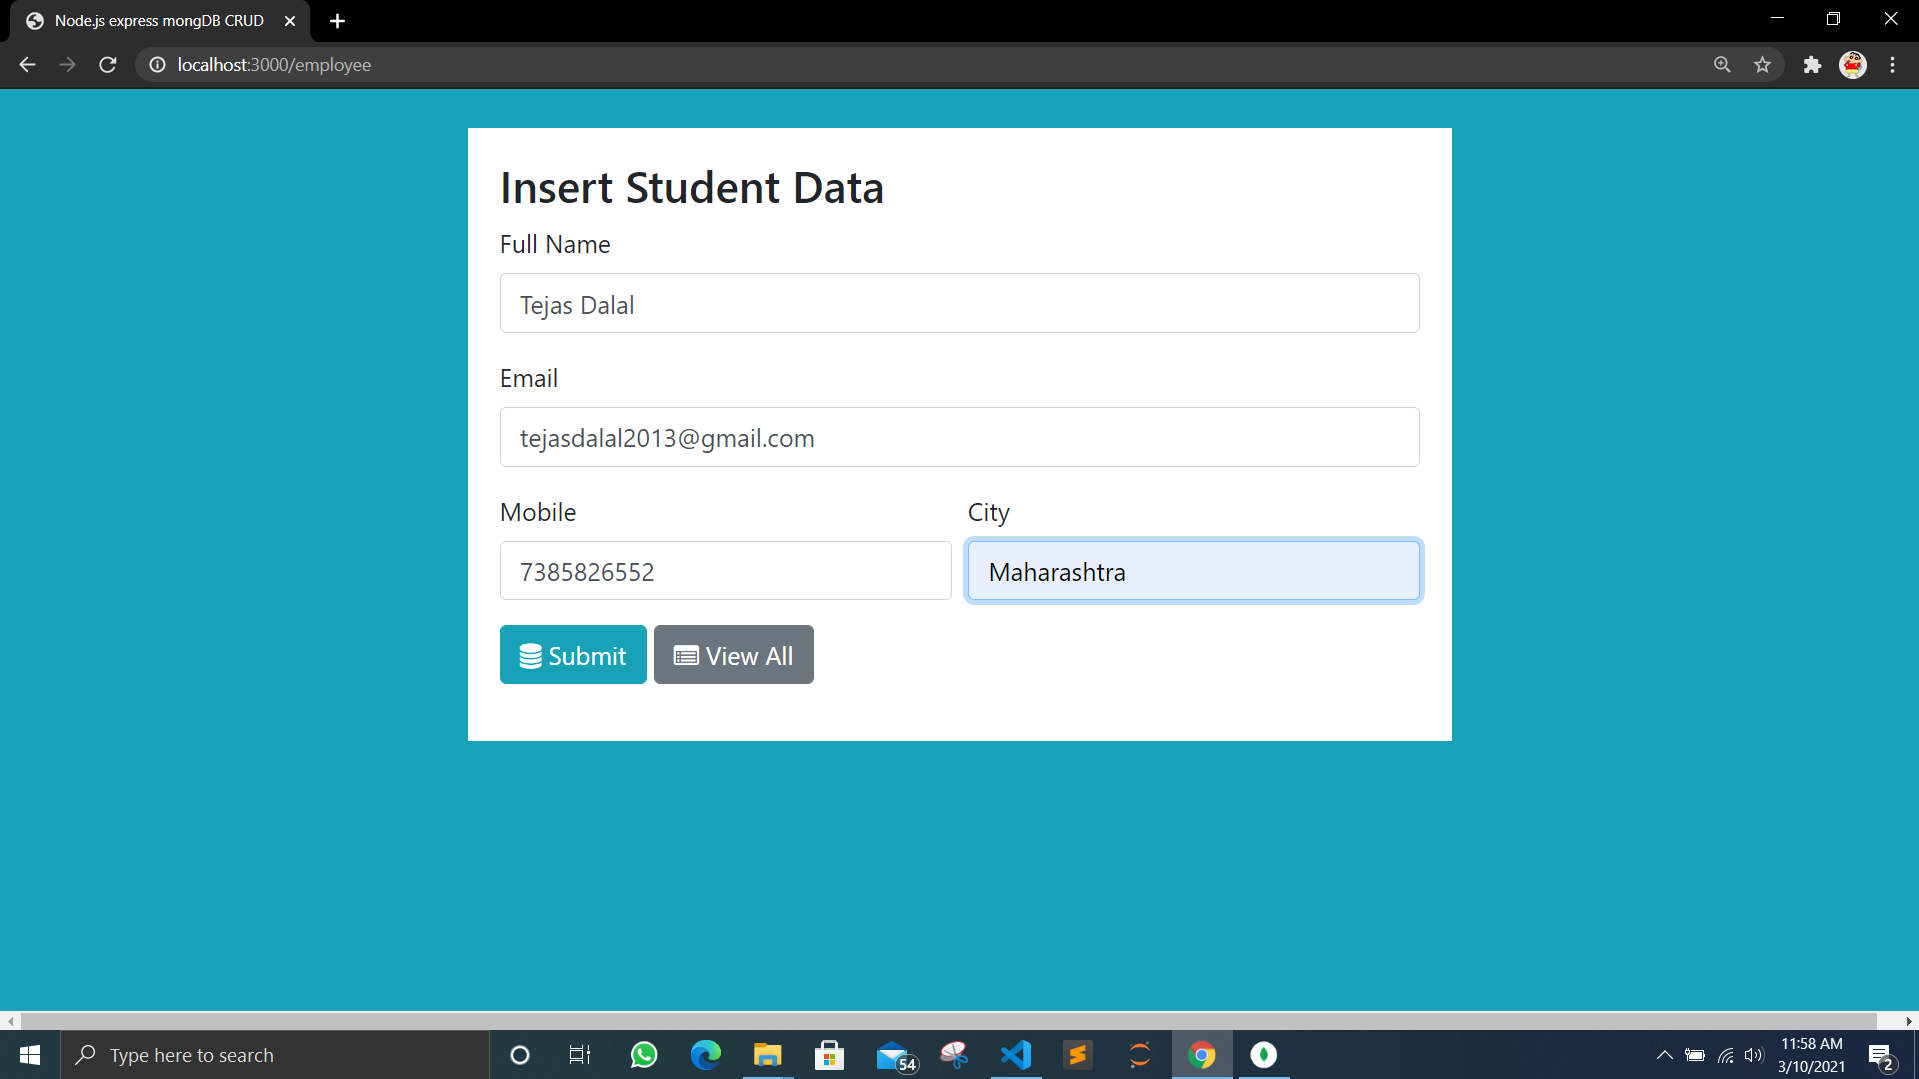 Node.js express mongDB CRUD
localhost:3000/employee
Insert Student Data
Full Name
Tejas Dalal
Email
tejasdalal2013@gmail.com
Mobile City
7385826552 Maharashtra
Submit View All
Type here to search
54
11:58 AM
3/10/2021
2